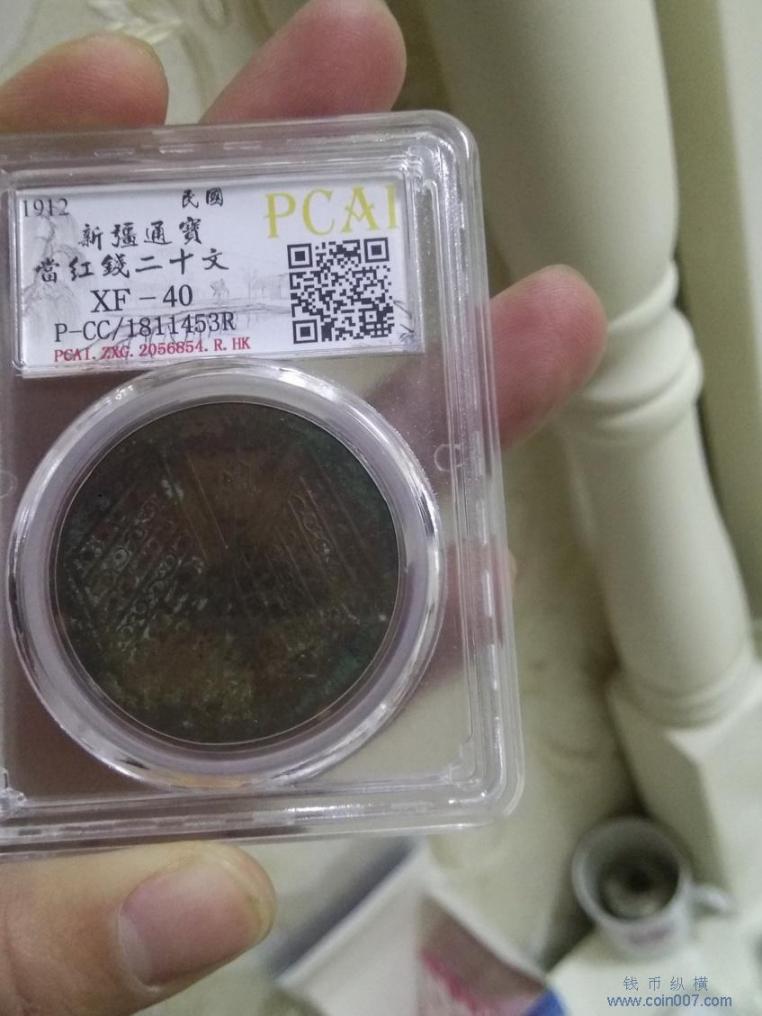 1912 民國 PCAI
新疆通寶
當紅錢二十文
XF-40
P-CC/1811453R
PCAI.ZXG.2056854.R.HK
钱币纵横
www.coin007.com